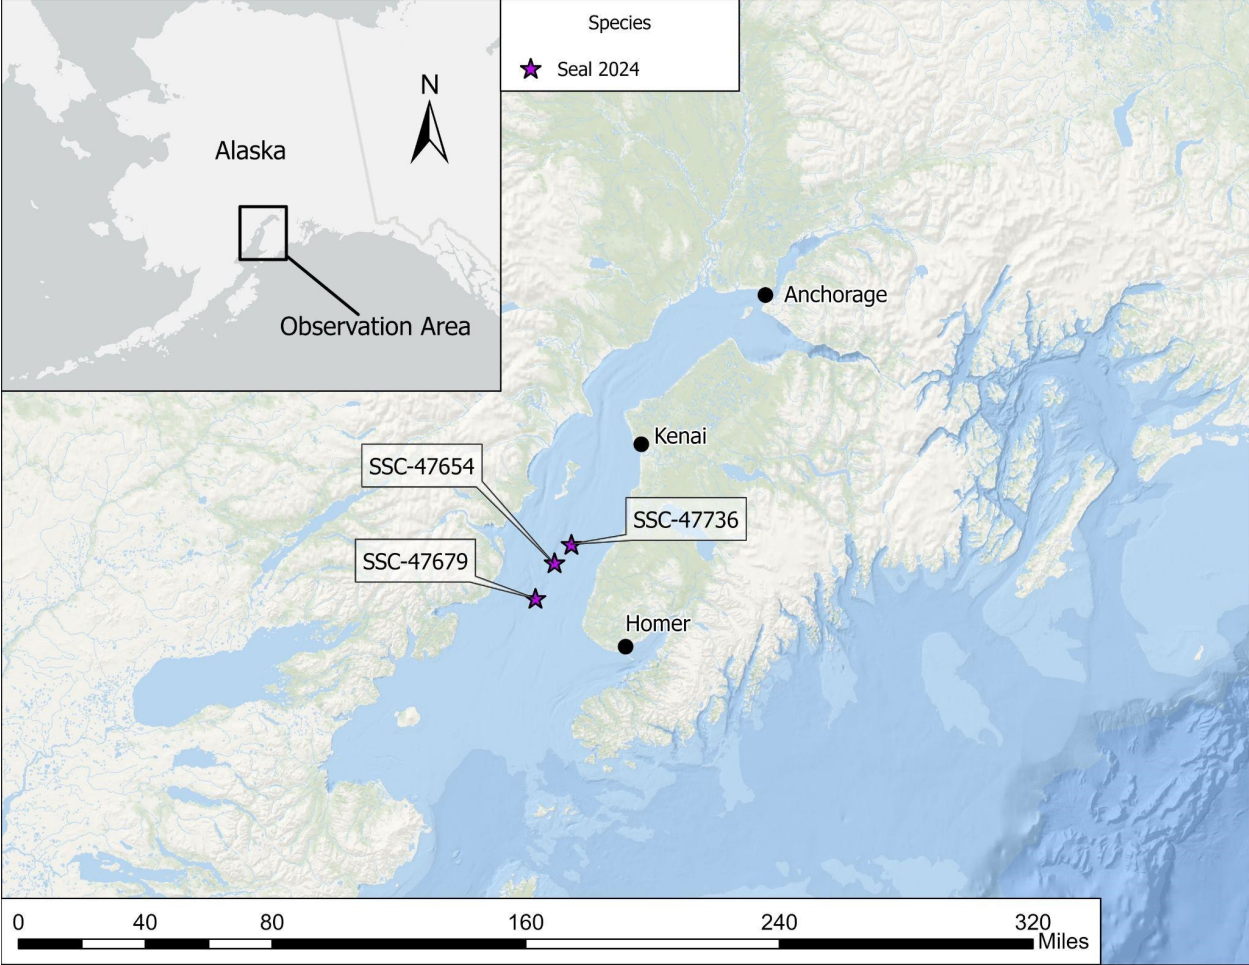 Species
Seal 2024
N
Alaska
Observation Area
Anchorage
Kenai
SSC-47654
SSC-47736
SSC-47679
Homer
0 40 80 160 240 320
Miles